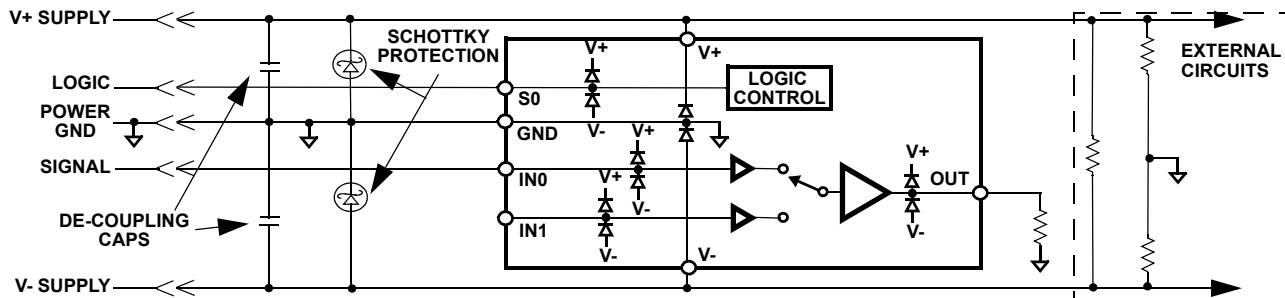 V+ SUPPLY
SCHOTTKY
PROTECTION
LOGIC
POWER
GND
SIGNAL
DE-COUPLING
CAPS
V- SUPPLY
V+
V+
S0
V-
LOGIC
CONTROL
GND
V+
IN0
V-
V+
IN1
V-
V+
OUT
V-
V-
EXTERNAL
CIRCUITS